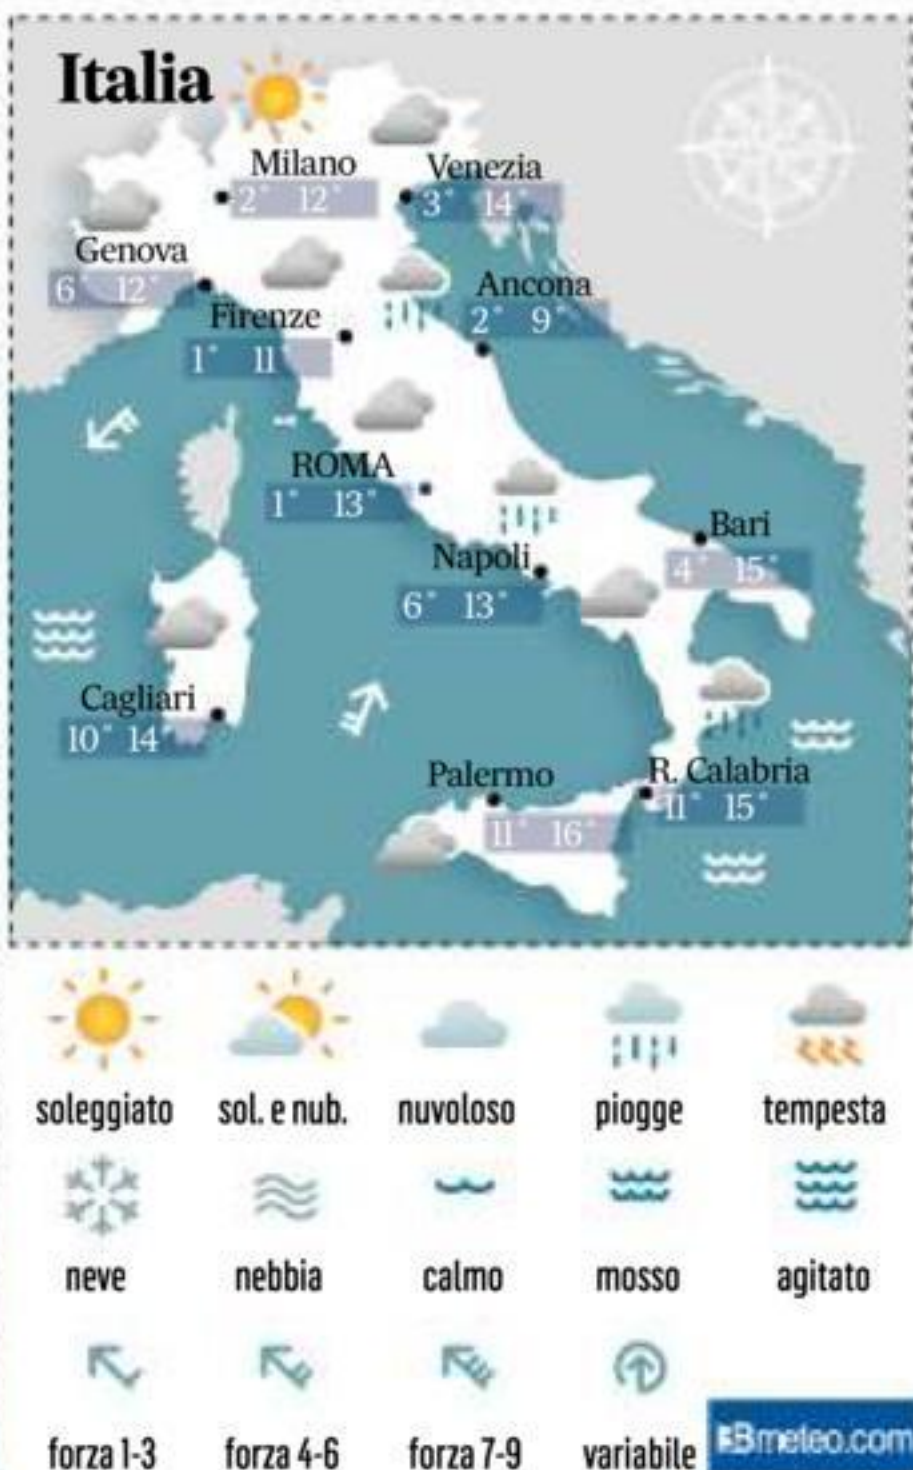 Italia
Milano
2° 12°
Venezia
3° 14°
Genova
6° 12°
Ancona
2° 9°
Firenze
1° 11
ROMA
1° 13°
Bari
4° 15°
Napoli
6° 13°
Cagliari
10° 14°
Palermo
11° 16°
R. Calabria
11° 15°
soleggiato sol. e nub. nuvoloso piogge tempesta
neve nebbia calmo mosso agitato
forza 1-3 forza 4-6 forza 7-9 variabile
3Bmeteo.com